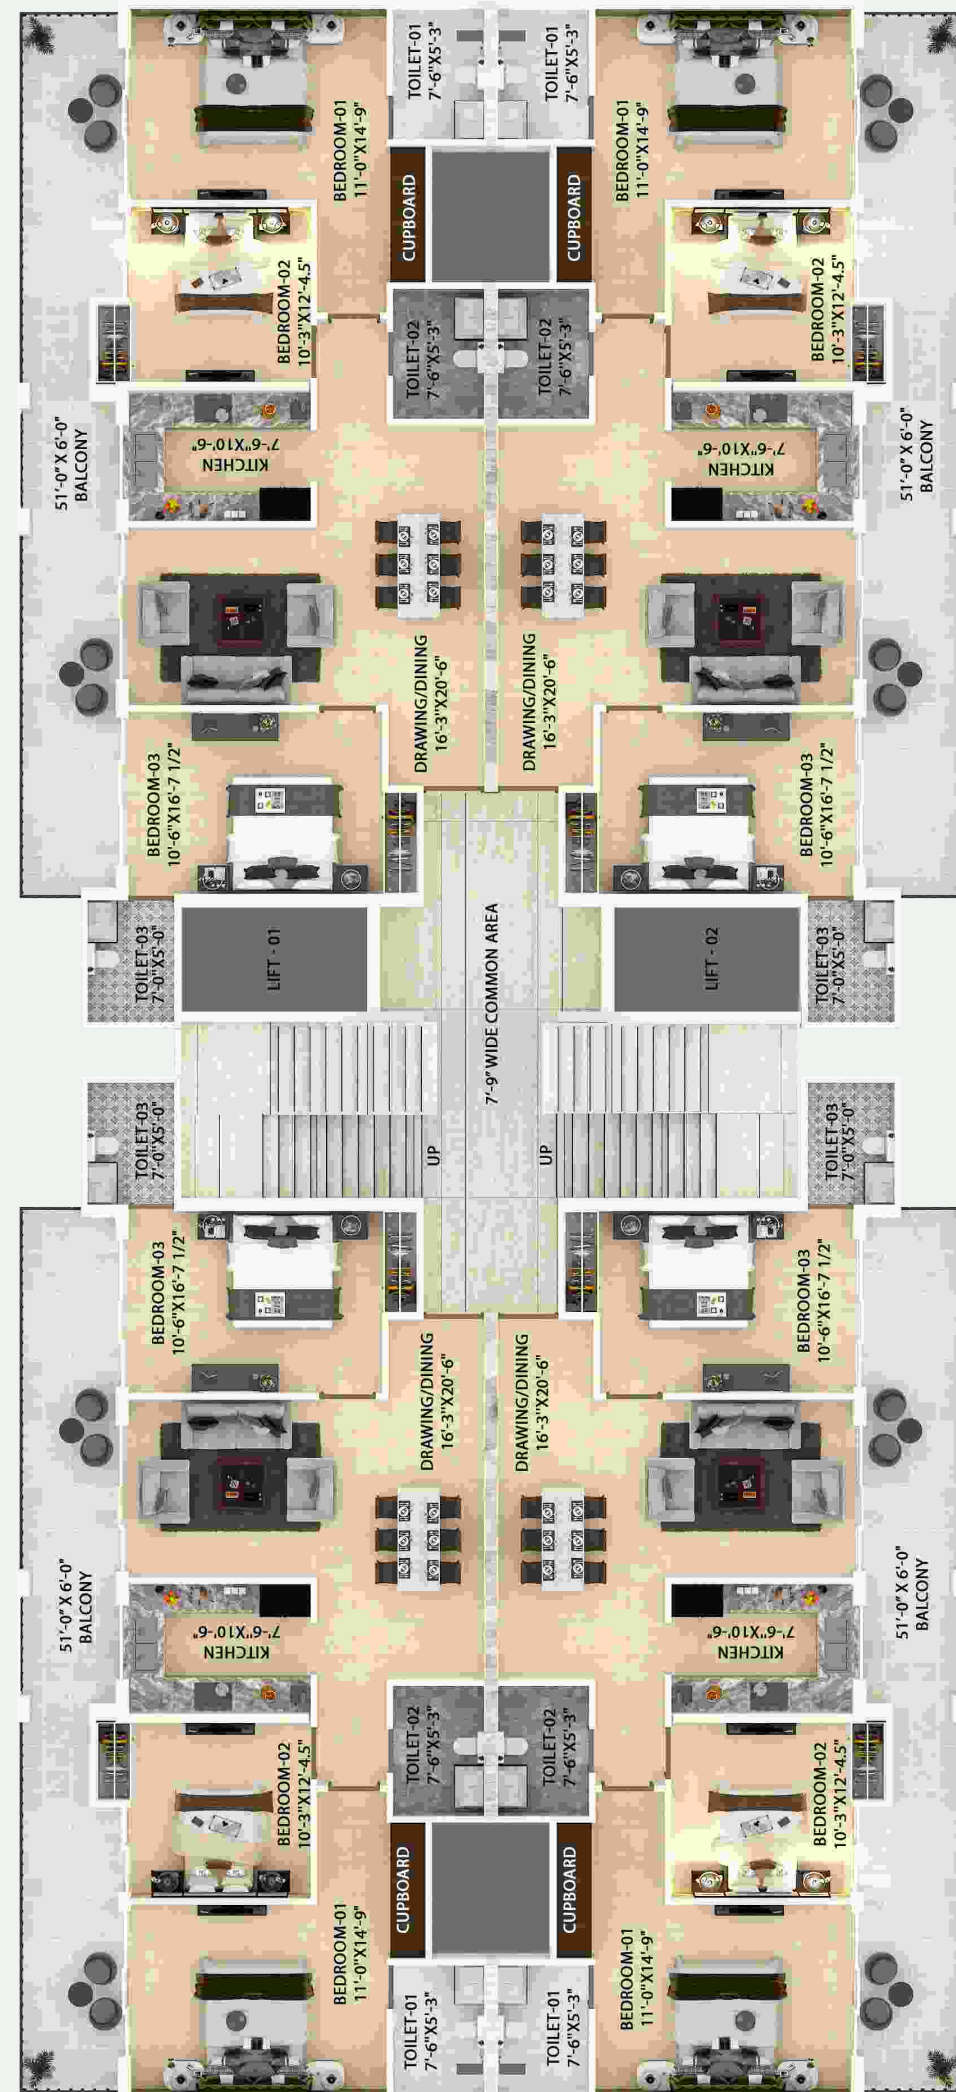 TOILET-01
7'-6"X5'-3"
TOILET-01
7'-6"X5'-3"
BEDROOM-01
11'-0"X14'-9"
BEDROOM-01
11'-0"X14'-9"
CUPBOARD
CUPBOARD
BEDROOM-02
10'-3"X12'-4.5"
BEDROOM-02
10'-3"X12'-4.5"
TOILET-02
7'-6"X5'-3"
TOILET-02
7'-6"X5'-3"
51'-0" X 6'-0"
BALCONY
KITCHEN
7'-6"X10'-6"
KITCHEN
7'-6"X10'-6"
51'-0" X 6'-0"
BALCONY
DRAWING/DINING
16'-3"X20'-6"
DRAWING/DINING
16'-3"X20'-6"
BEDROOM-03
10'-6"X16'-7 1/2"
BEDROOM-03
10'-6"X16'-7 1/2"
TOILET-03
7'-0"X5'-0"
LIFT - 01
7'-9" WIDE COMMON AREA
LIFT - 02
TOILET-03
7'-0"X5'-0"
TOILET-03
7'-0"X5'-0"
UP
UP
TOILET-03
7'-0"X5'-0"
BEDROOM-03
10'-6"X16'-7 1/2"
BEDROOM-03
10'-6"X16'-7 1/2"
DRAWING/DINING
16'-3"X20'-6"
DRAWING/DINING
16'-3"X20'-6"
51'-0" X 6'-0"
BALCONY
KITCHEN
7'-6"X10'-6"
KITCHEN
7'-6"X10'-6"
51'-0" X 6'-0"
BALCONY
TOILET-02
7'-6"X5'-3"
TOILET-02
7'-6"X5'-3"
BEDROOM-02
10'-3"X12'-4.5"
BEDROOM-02
10'-3"X12'-4.5"
CUPBOARD
CUPBOARD
BEDROOM-01
11'-0"X14'-9"
BEDROOM-01
11'-0"X14'-9"
TOILET-01
7'-6"X5'-3"
TOILET-01
7'-6"X5'-3"